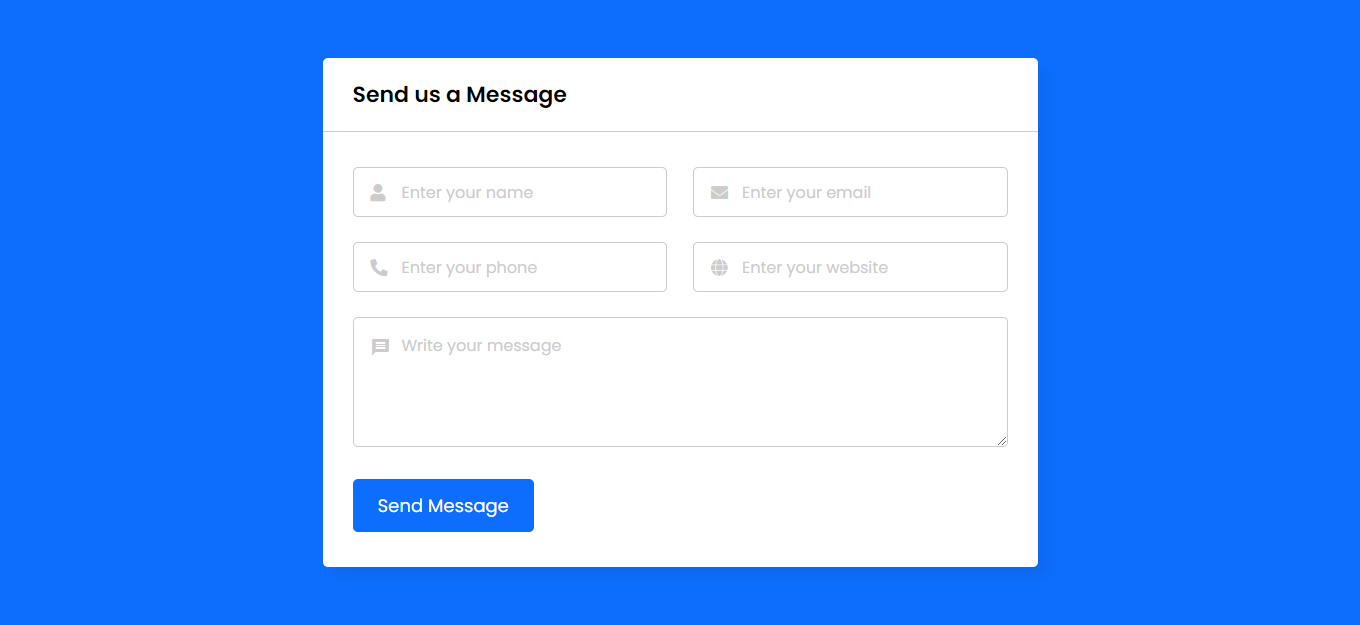 Send us a Message
Enter your name
Enter your email
Enter your phone
Enter your website
Write your message
Send Message